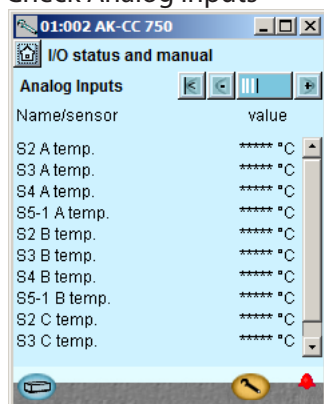 Check Analog Inputs
01:002 AK-CC 750
I/O status and manual
Analog Inputs
Name/sensor value
S2 A temp. ***** °C
S3 A temp. ***** °C
S4 A temp. ***** °C
S5-1 A temp. ***** °C
S2 B temp. ***** °C
S3 B temp. ***** °C
S4 B temp. ***** °C
S5-1 B temp. ***** °C
S2 C temp. ***** °C
S3 C temp. ***** °C